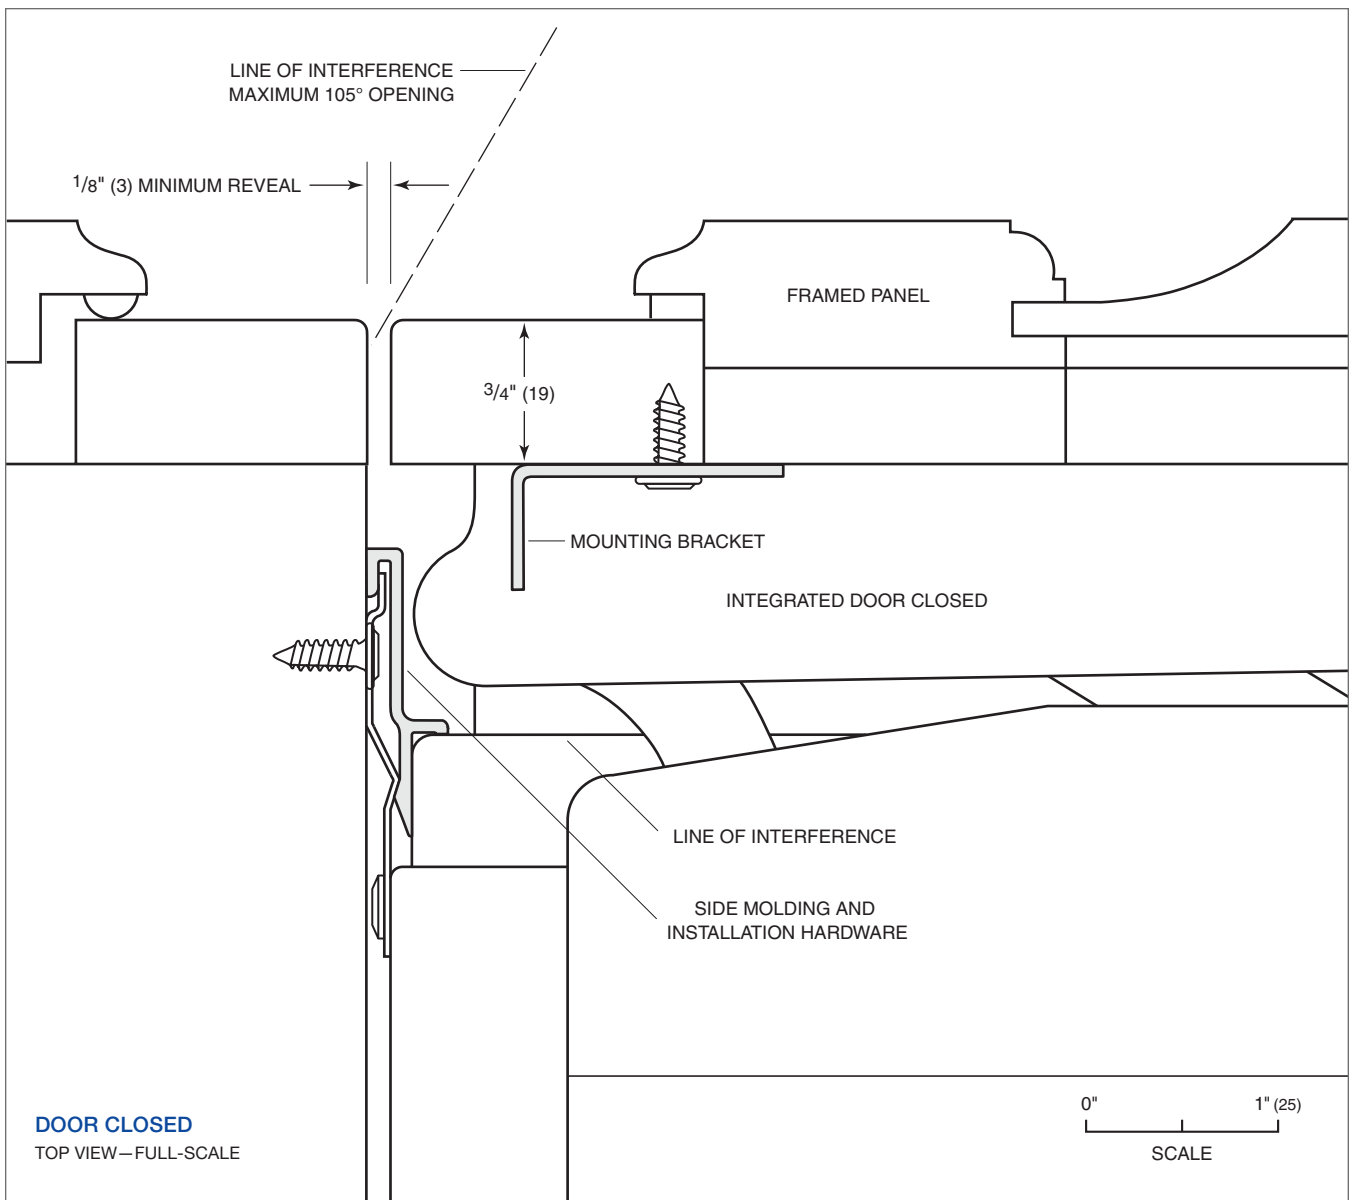 LINE OF INTERFERENCE
MAXIMUM 105° OPENING
1/8" (3) MINIMUM REVEAL
FRAMED PANEL
3/4" (19)
MOUNTING BRACKET
INTEGRATED DOOR CLOSED
LINE OF INTERFERENCE
SIDE MOLDING AND
INSTALLATION HARDWARE
DOOR CLOSED
TOP VIEW—FULL-SCALE
0" 1" (25)
SCALE